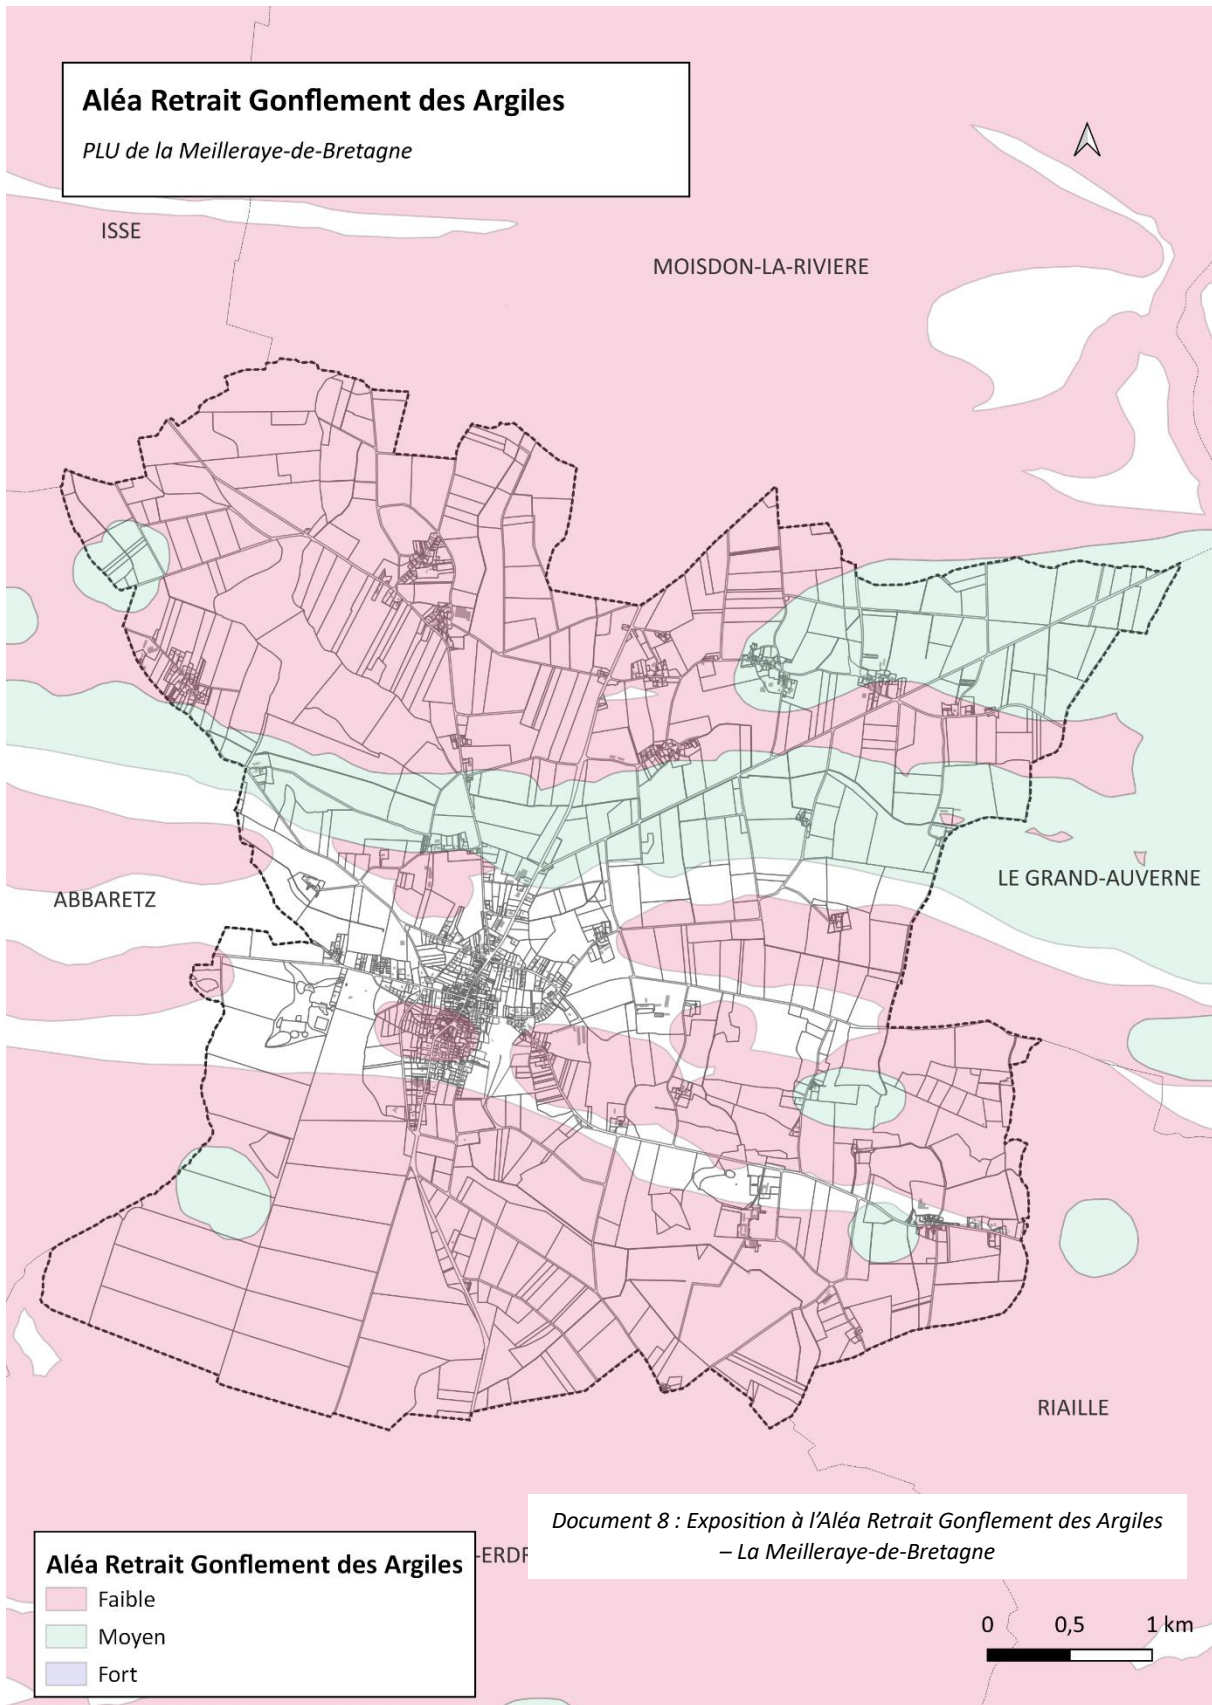 Aléa Retrait Gonflement des Argiles
PLU de la Meilleraye-de-Bretagne
ISSE
MOISDON-LA-RIVIERE
ABBARETZ
LE GRAND-AUVERNE
RIAILLE
Document 8 : Exposition à l'Aléa Retrait Gonflement des Argiles
– La Meilleraye-de-Bretagne
-ERDR
Aléa Retrait Gonflement des Argiles
Faible
Moyen
Fort
0 0,5 1 km